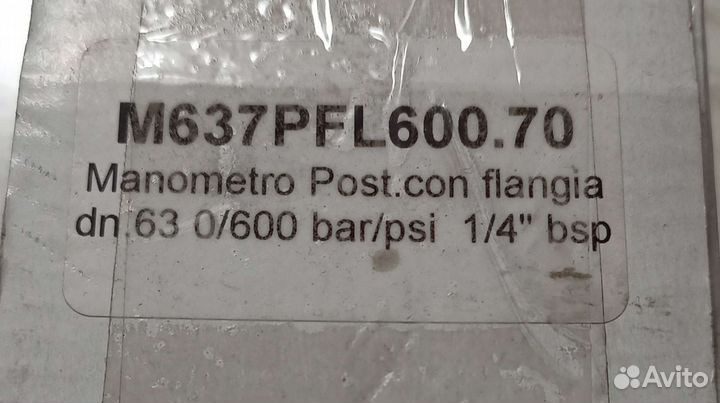 M637PFL600.70
Manometro Post.con flangia
dn.63 0/600 bar/psi 1/4" bsp
Avito